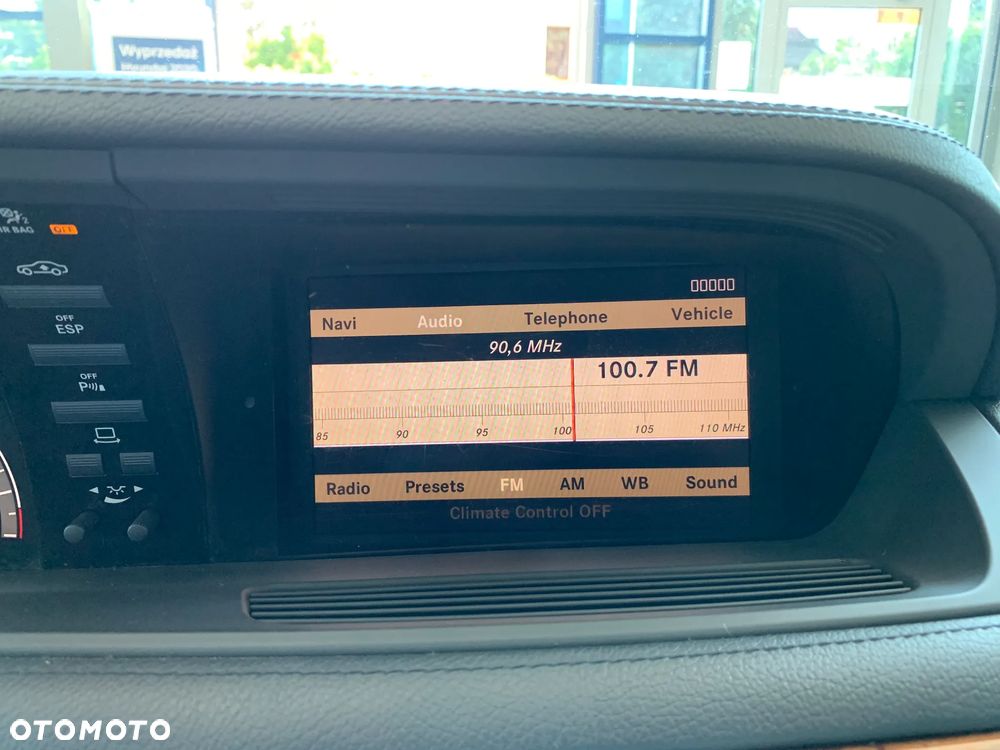 Wyprzedaż
2
AIR BAG OFF
OFF
ESP
OFF
P
▯▯▯▯▯
Navi Audio Telephone Vehicle
90,6 MHz
100.7 FM
85 90 95 100 105 110 MHz
Radio Presets FM AM WB Sound
Climate Control OFF
OTOMOTO